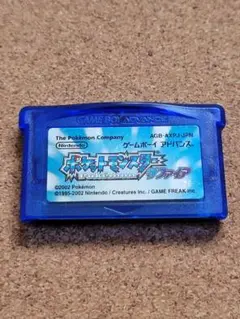 GAME BOY ADVANCE
The Pokémon Company
AGB-AXPJ-JPN
Nintendo
ゲームボーイ アドバンス
ポケットモンスター
サファイア
©2002 Pokémon
©1995-2002 Nintendo / Creatures Inc. / GAME FREAK inc.